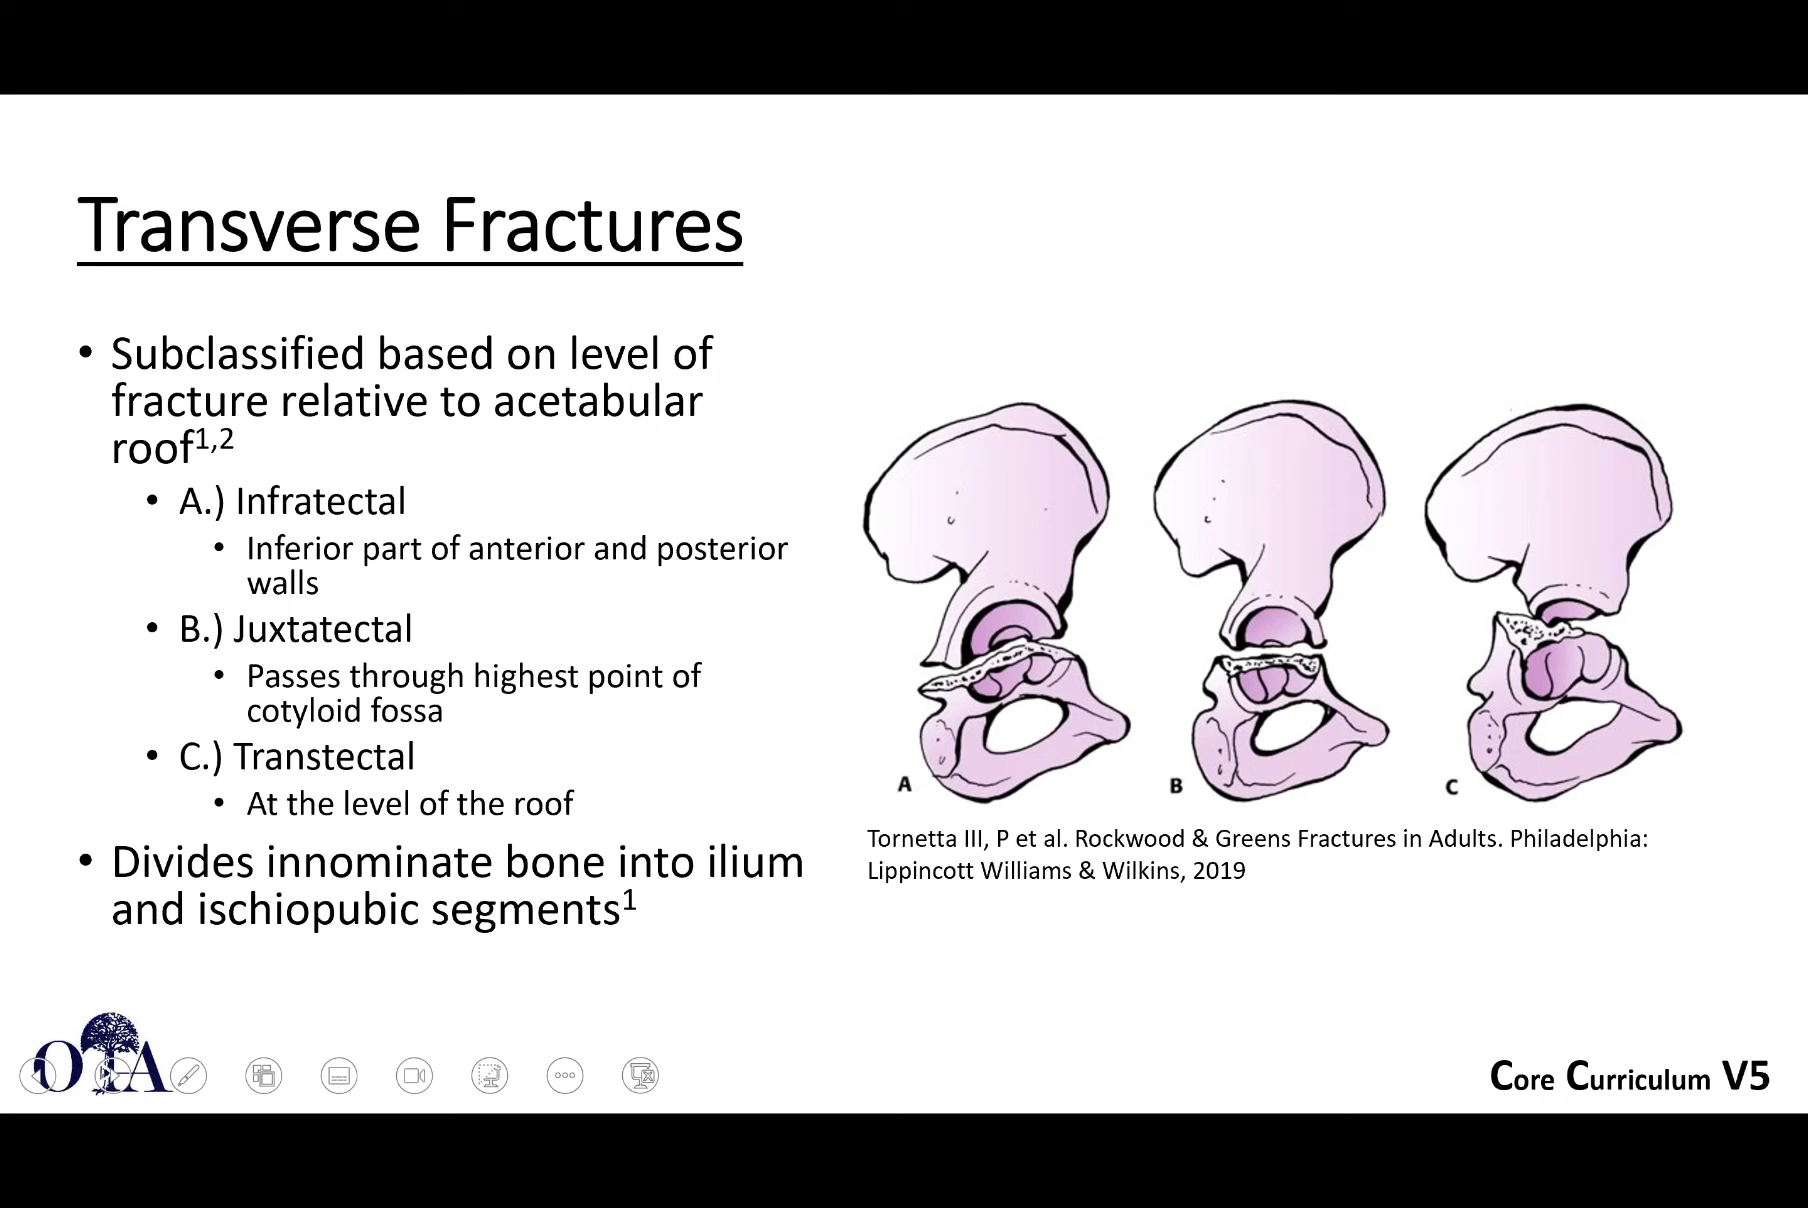 Transverse Fractures
• Subclassified based on level of
fracture relative to acetabular
roof1,2
• A.) Infratectal
• Inferior part of anterior and posterior
walls
• B.) Juxtatectal
• Passes through highest point of
cotyloid fossa
• C.) Transtectal
• At the level of the roof
• Divides innominate bone into ilium
and ischiopubic segments1
A
B
C
Tornetta III, P et al. Rockwood & Greens Fractures in Adults. Philadelphia:
Lippincott Williams & Wilkins, 2019
OTA
Core Curriculum V5